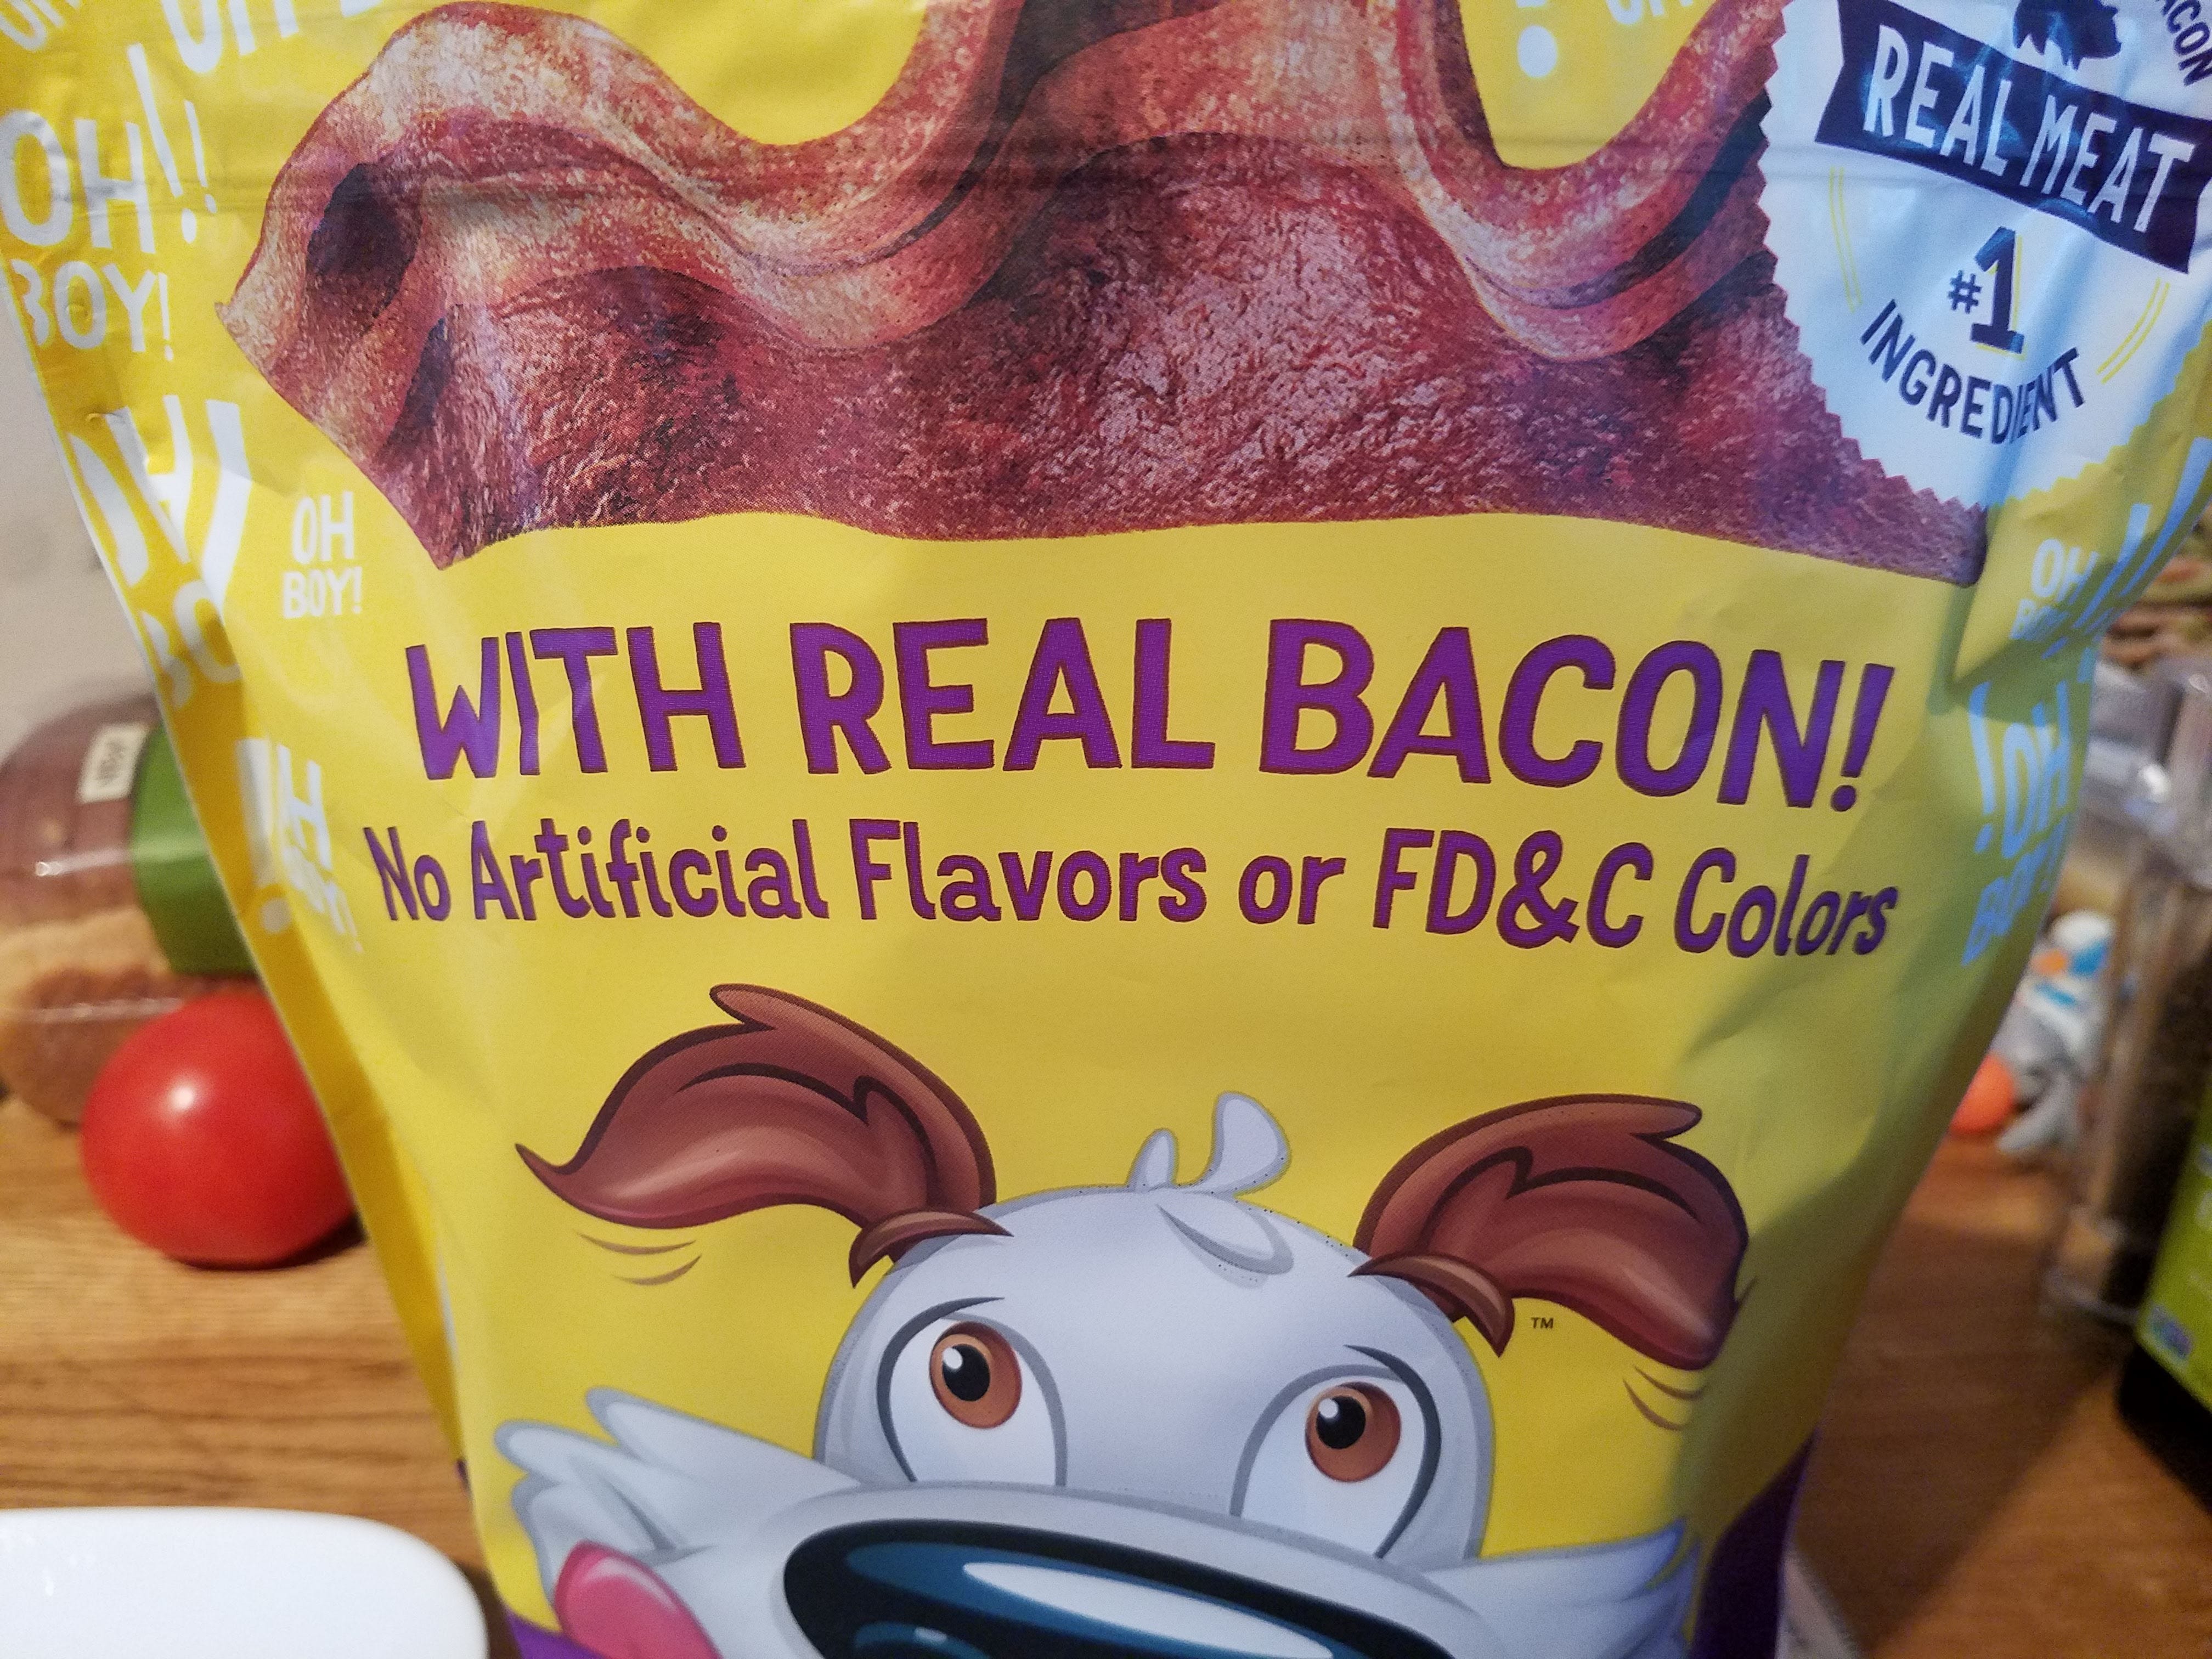 OH
BOY!
REAL MEAT
#1
INGREDIENT
OH
BOY!
WITH REAL BACON!
No Artificial Flavors or FD&C Colors
TM